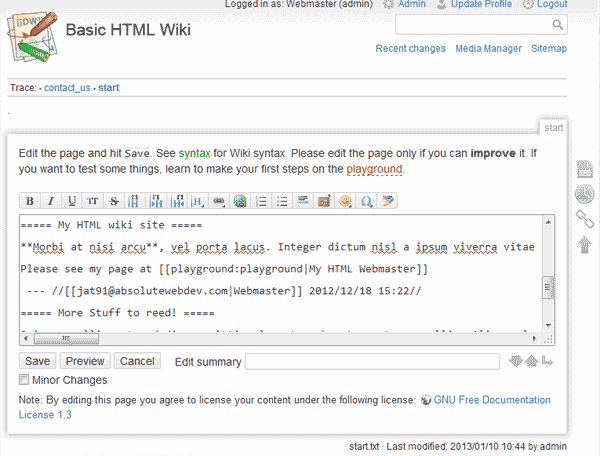 Logged in as: Webmaster (admin) Admin Update Profile Logout
[[DW]]
Basic HTML Wiki
Recent changes Media Manager Sitemap
Trace: • contact_us • start
.
start
Edit the page and hit Save. See syntax for Wiki syntax. Please edit the page only if you can improve it. If
you want to test some things, learn to make your first steps on the playground.
B I U TT S H H H H
===== My HTML wiki site =====
**Morbi at nisi arcu**, vel porta lacus. Integer dictum nisl a ipsum viverra vitae
Please see my page at [[playground:playground|My HTML Webmaster]]
--- //[[jat91@absolutewebdev.com|Webmaster]] 2012/12/18 15:22//
===== More Stuff to reed! =====
Save Preview Cancel Edit summary
Minor Changes
Note: By editing this page you agree to license your content under the following license: GNU Free Documentation
License 1.3
start.txt · Last modified: 2013/01/10 10:44 by admin